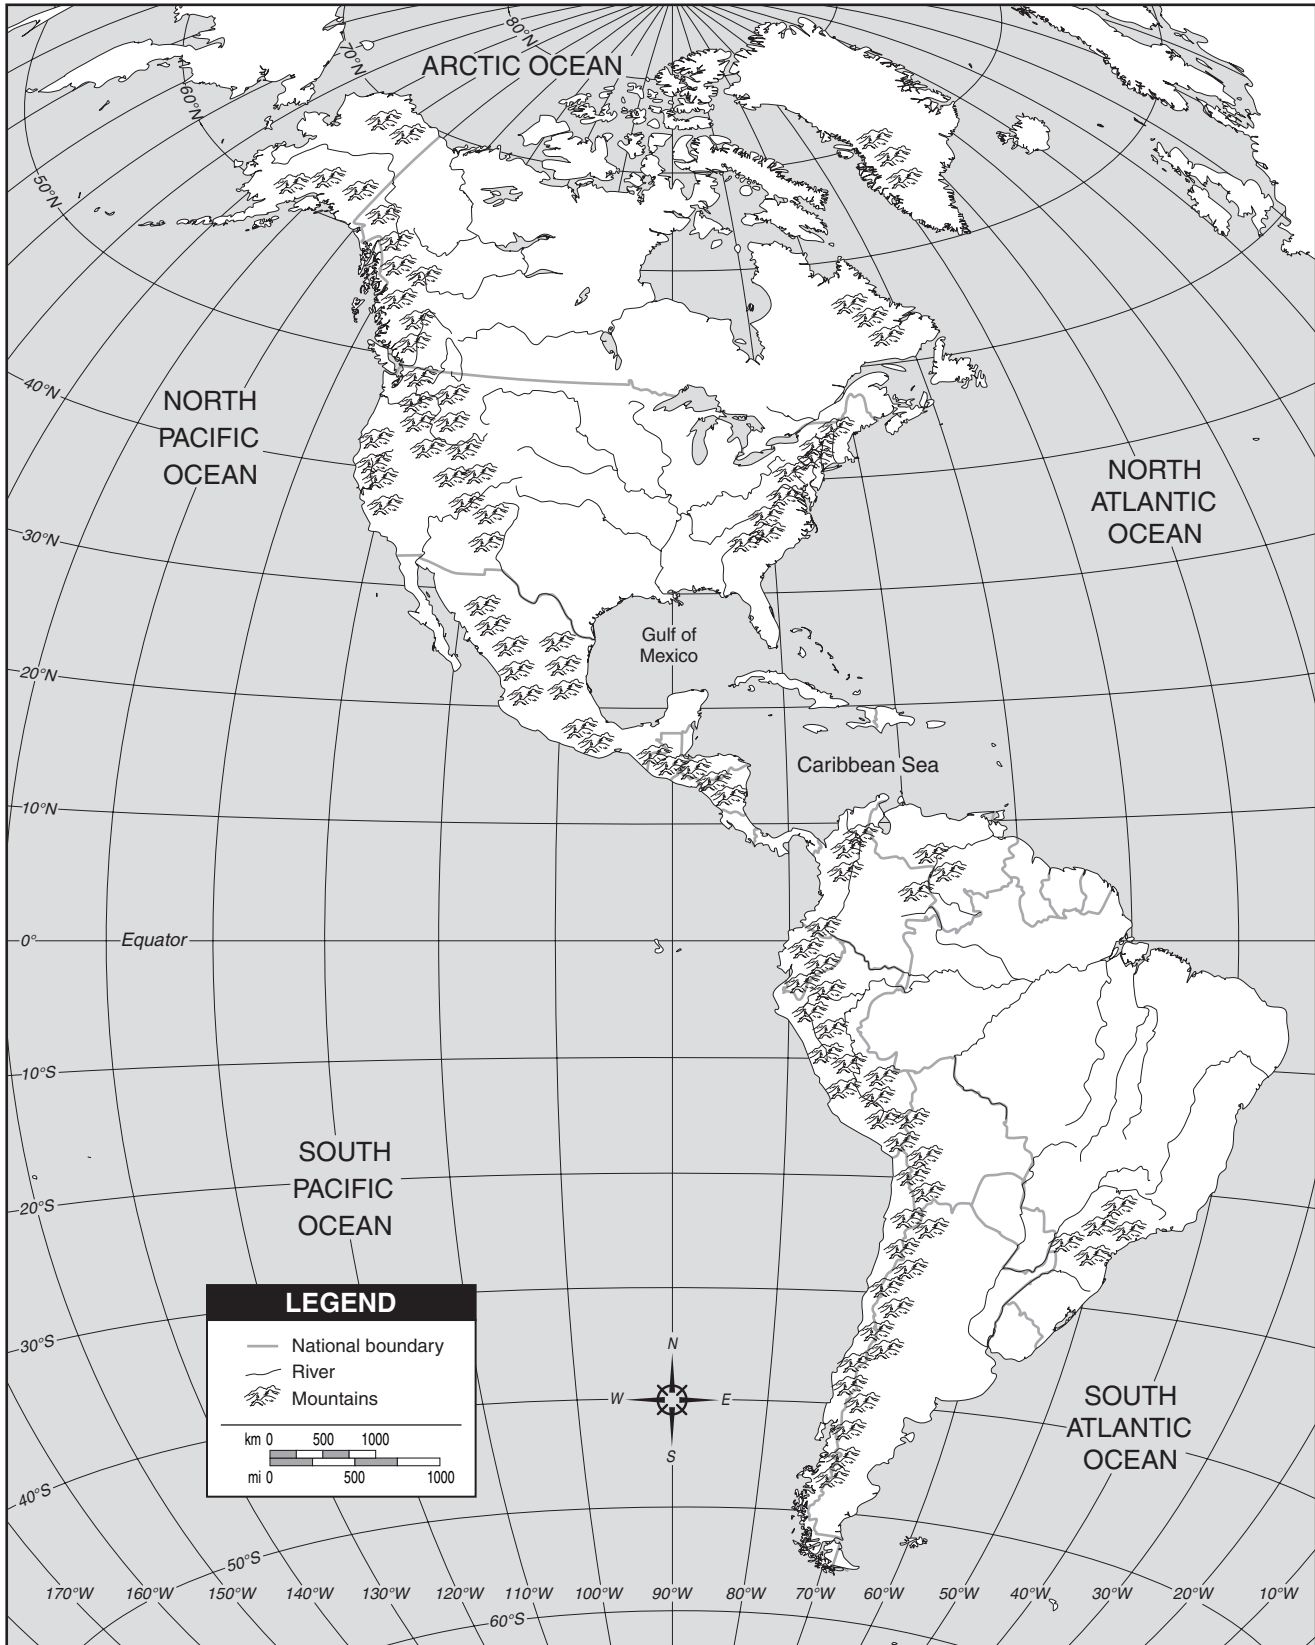 80°N
70°N
ARCTIC OCEAN
60°N
50°N
40°N
NORTH
PACIFIC
OCEAN
NORTH
ATLANTIC
OCEAN
30°N
Gulf of
Mexico
20°N
Caribbean Sea
10°N
0°
Equator
10°S
SOUTH
PACIFIC
OCEAN
20°S
LEGEND
National boundary
River
Mountains
km 0 500 1000
mi 0 500 1000
30°S
N
W E
S
SOUTH
ATLANTIC
OCEAN
40°S
50°S
170°W 160°W 150°W 140°W 130°W 120°W 110°W 100°W 90°W 80°W 70°W 60°W 50°W 40°W 30°W 20°W 10°W
60°S